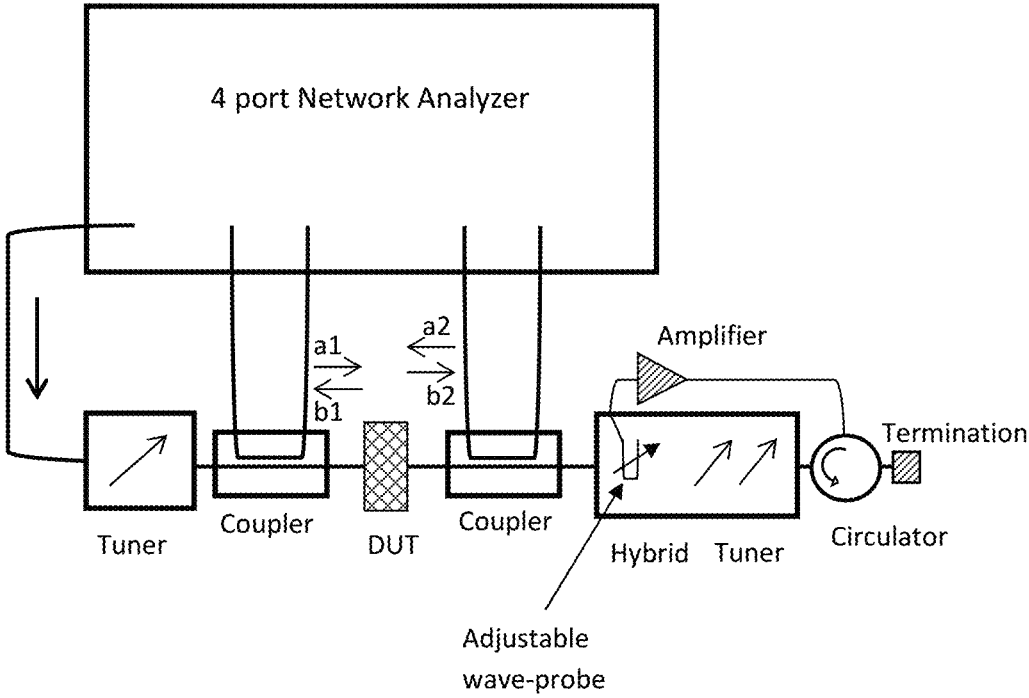 4 port Network Analyzer
a1
a2
b1
b2
Amplifier
Termination
Coupler
Coupler
Tuner
DUT
Hybrid Tuner
Circulator
Adjustable
wave-probe